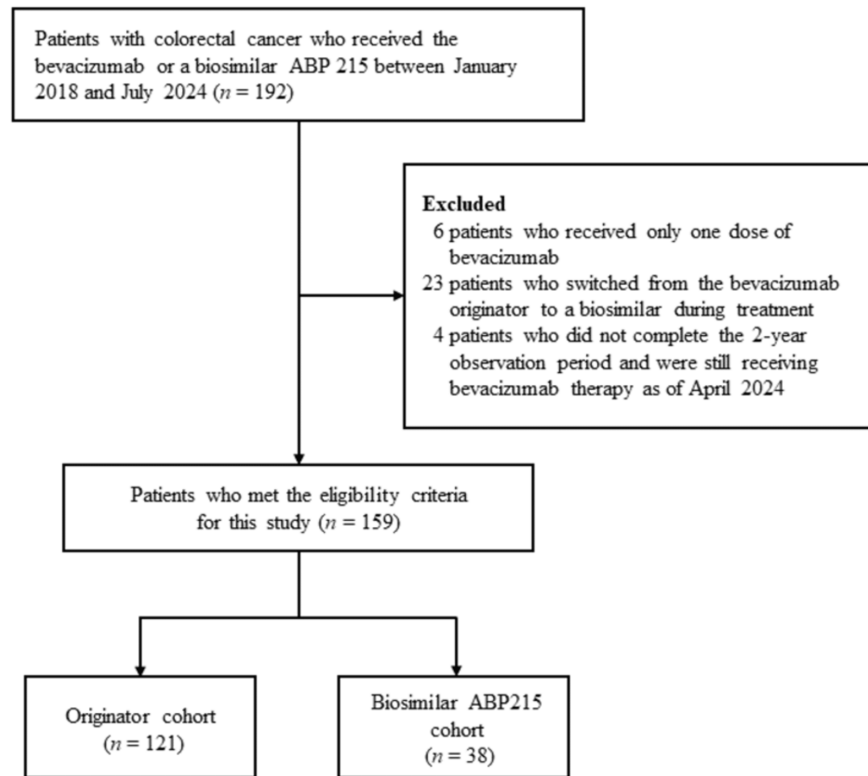 Patients with colorectal cancer who received the
bevacizumab or a biosimilar ABP 215 between January
2018 and July 2024 (n = 192)
Excluded
6 patients who received only one dose of
bevacizumab
23 patients who switched from the bevacizumab
originator to a biosimilar during treatment
4 patients who did not complete the 2-year
observation period and were still receiving
bevacizumab therapy as of April 2024
Patients who met the eligibility criteria
for this study (n = 159)
Originator cohort
(n = 121)
Biosimilar ABP215
cohort
(n = 38)